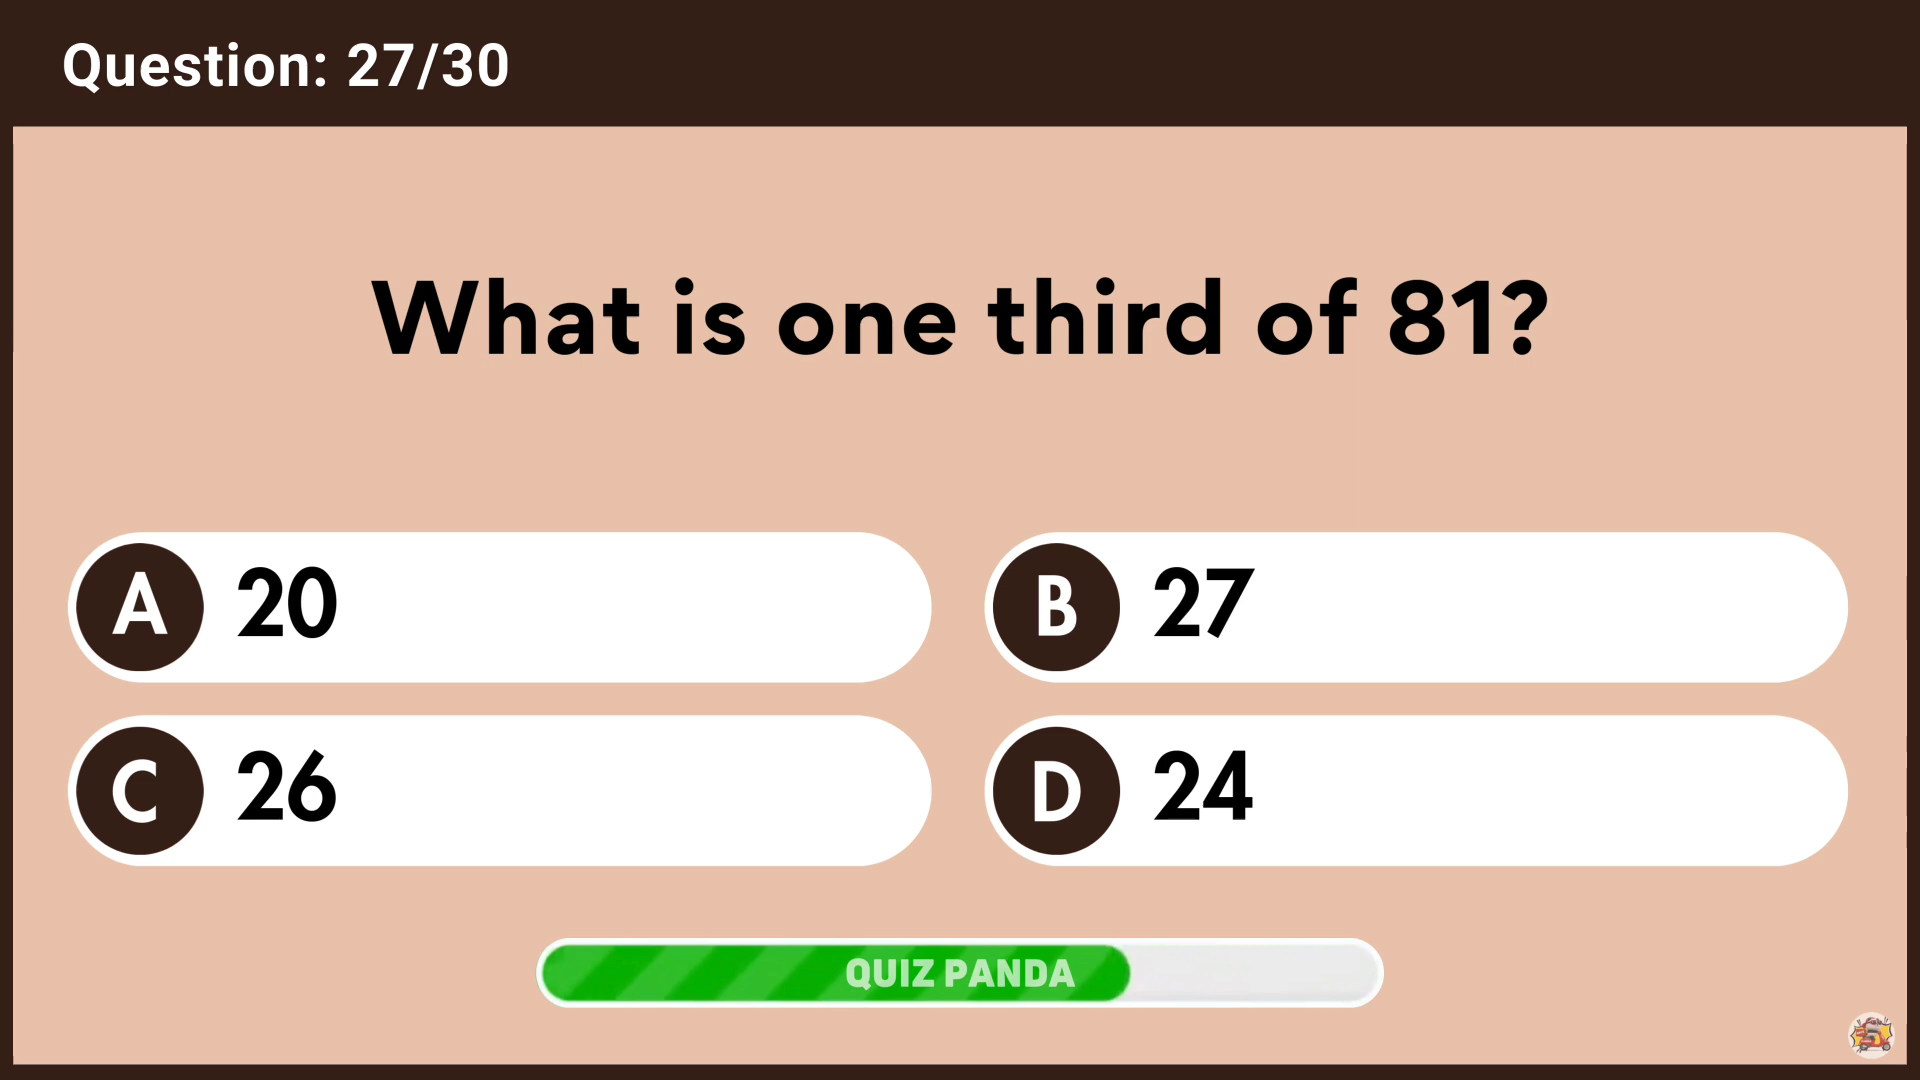 Question: 27/30
What is one third of 81?
A 20
B 27
C 26
D 24
QUIZ PANDA